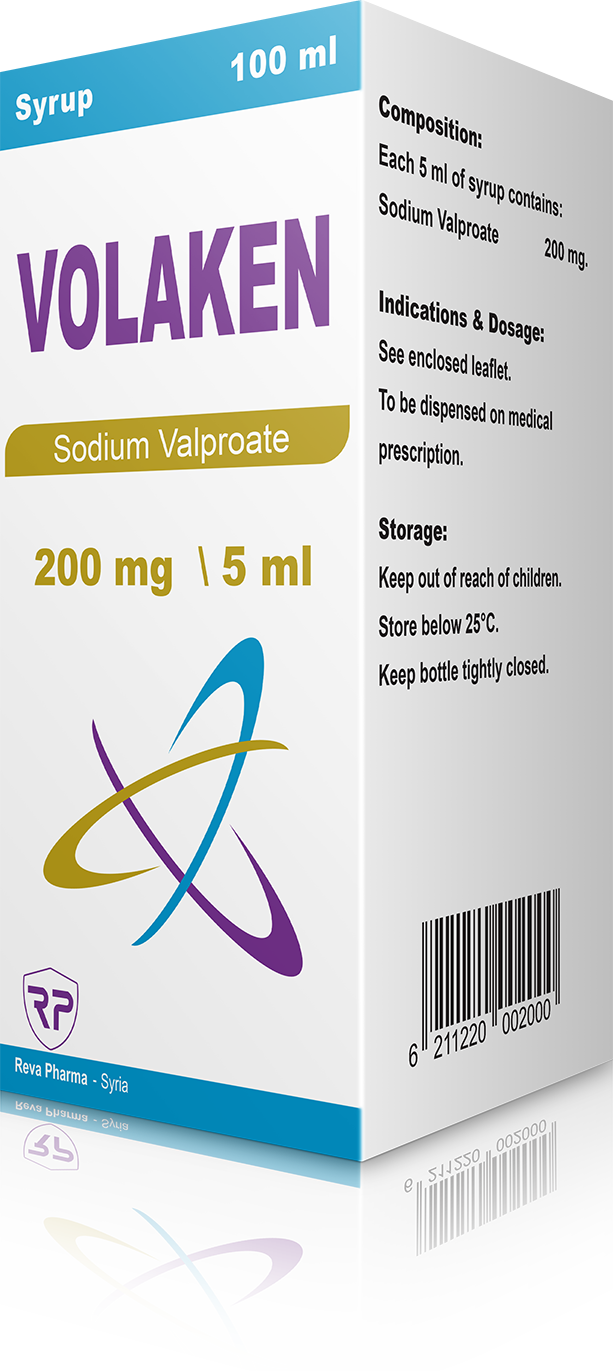 Syrup 100 ml
VOLAKEN
Sodium Valproate
200 mg \ 5 ml
RP
Reva Pharma - Syria
Composition:
Each 5 ml of syrup contains:
Sodium Valproate 200 mg.
Indications & Dosage:
See enclosed leaflet.
To be dispensed on medical
prescription.
Storage:
Keep out of reach of children.
Store below 25°C.
Keep bottle tightly closed.
6 211220 002000